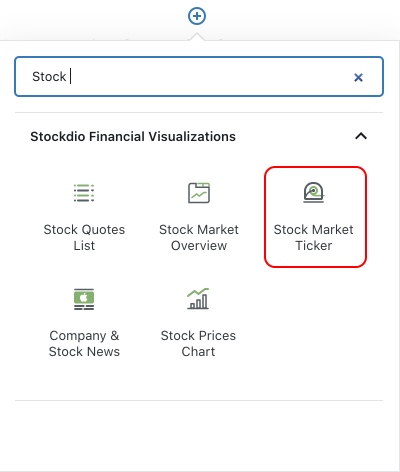 Stock
Stockdio Financial Visualizations
Stock Quotes
List
Stock Market
Overview
Stock Market
Ticker
Company &
Stock News
Stock Prices
Chart